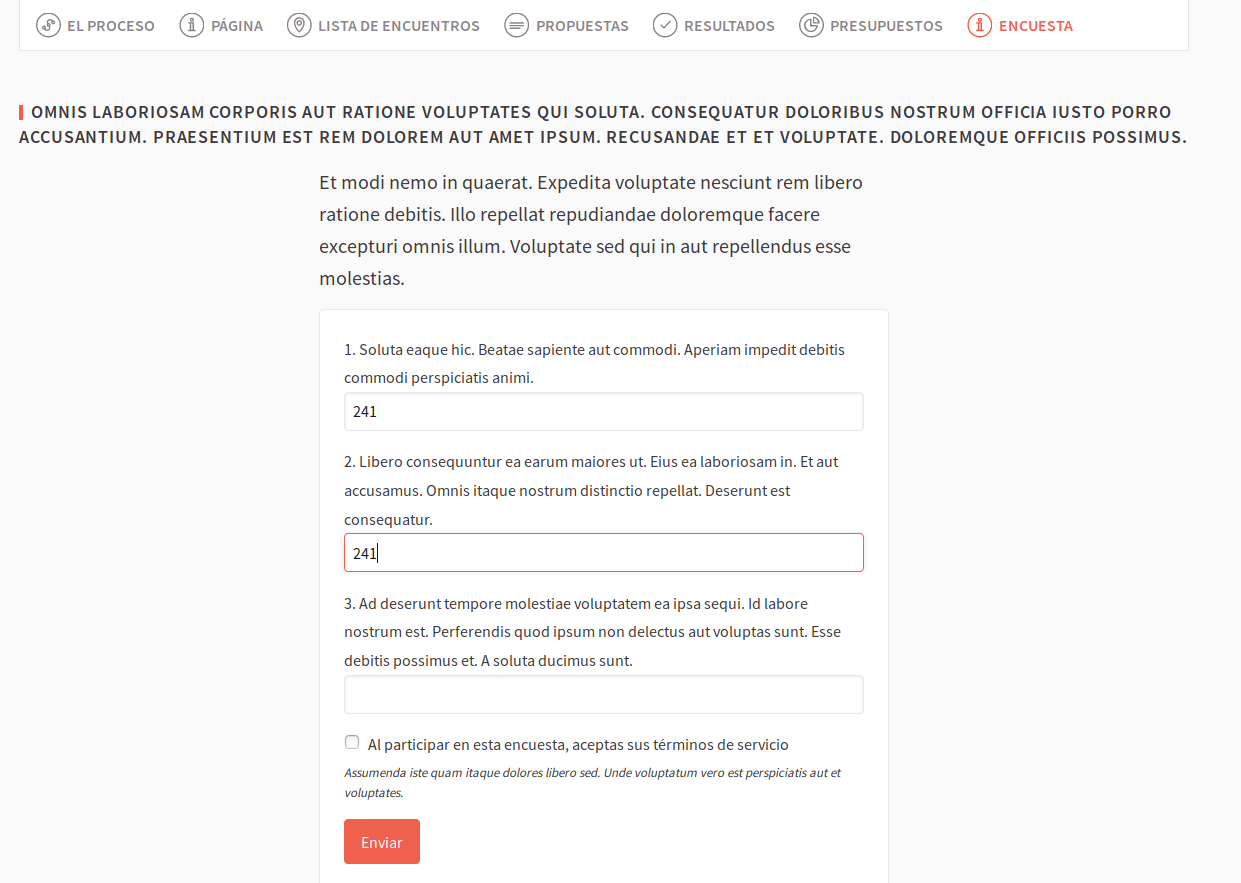 EL PROCESO PÁGINA LISTA DE ENCUENTROS PROPUESTAS RESULTADOS PRESUPUESTOS ENCUESTA
OMNIS LABORIOSAM CORPORIS AUT RATIONE VOLUPTATES QUI SOLUTA. CONSEQUATUR DOLORIBUS NOSTRUM OFFICIA IUSTO PORRO
ACCUSANTIUM. PRAESENTIUM EST REM DOLOREM AUT AMET IPSUM. RECUSANDAE ET ET VOLUPTATE. DOLOREMQUE OFFICIIS POSSIMUS.
Et modi nemo in quaerat. Expedita voluptate nesciunt rem libero
ratione debitis. Illo repellat repudiandae doloremque facere
excepturi omnis illum. Voluptate sed qui in aut repellendus esse
molestias.
1. Soluta eaque hic. Beatae sapiente aut commodi. Aperiam impedit debitis
commodi perspiciatis animi.
241
2. Libero consequuntur ea earum maiores ut. Eius ea laboriosam in. Et aut
accusamus. Omnis itaque nostrum distinctio repellat. Deserunt est
consequatur.
241
3. Ad deserunt tempore molestiae voluptatem ea ipsa sequi. Id labore
nostrum est. Perferendis quod ipsum non delectus aut voluptas sunt. Esse
debitis possimus et. A soluta ducimus sunt.
Al participar en esta encuesta, aceptas sus términos de servicio
Assumenda iste quam itaque dolores libero sed. Unde voluptatum vero est perspiciatis aut et
voluptates.
Enviar